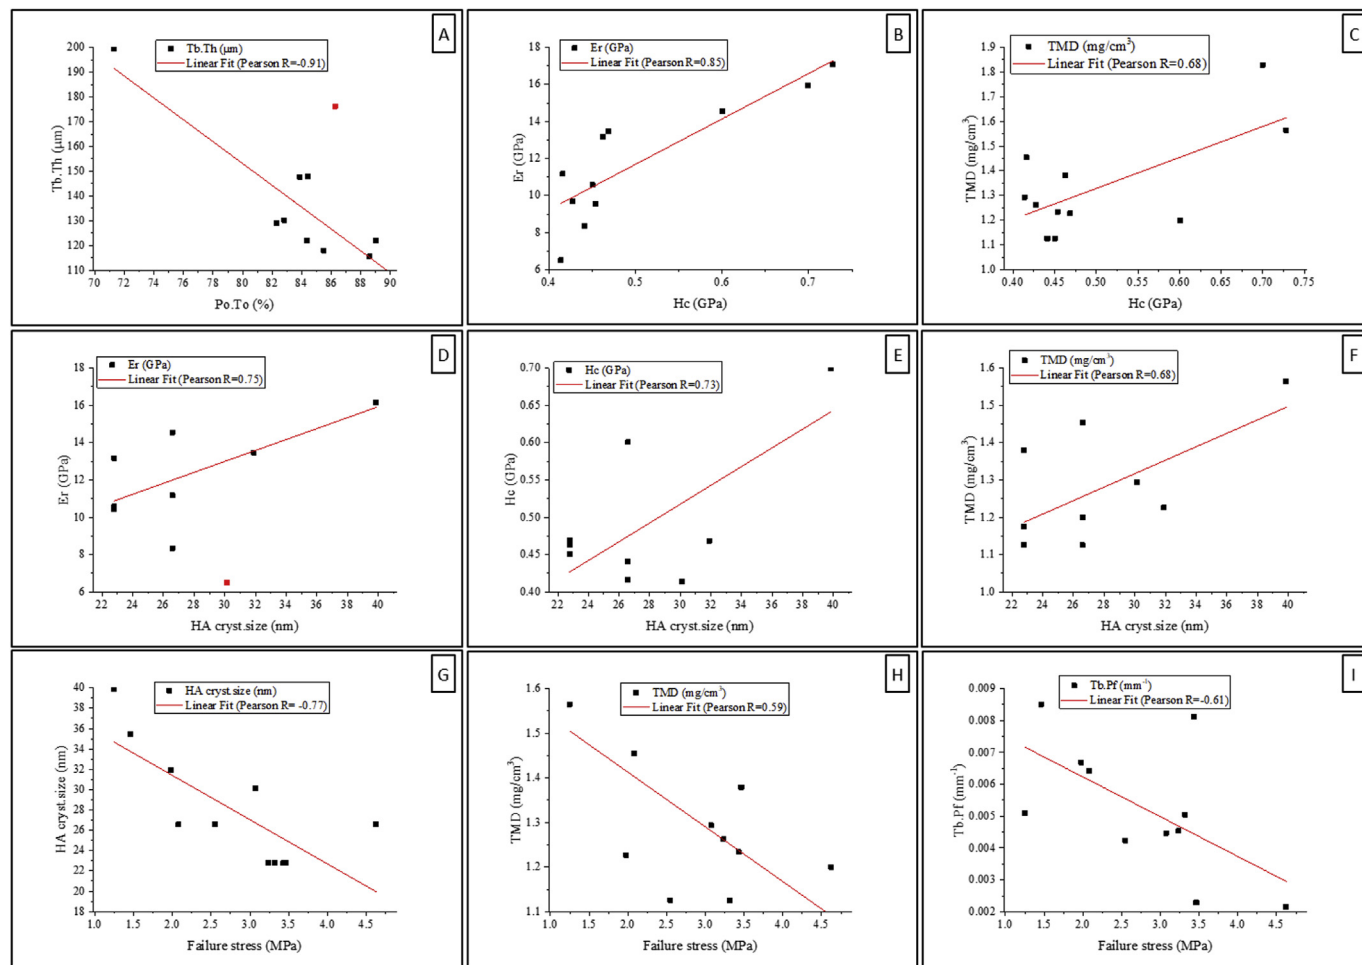 A
Tb.Th (μm)
Linear Fit (Pearson R=-0.91)
200
190
180
170
160
150
140
130
120
110
Tb.Th (μm)
70 72 74 76 78 80 82 84 86 88 90
Po.To (%)
B
Er (GPa)
Linear Fit (Pearson R=0.85)
18
16
14
12
10
8
6
Er (GPa)
0.4 0.5 0.6 0.7
Hc (GPa)
C
TMD (mg/cm³)
Linear Fit (Pearson R=0.68)
1.9
1.8
1.7
1.6
1.5
1.4
1.3
1.2
1.1
1.0
TMD (mg/cm³)
0.40 0.45 0.50 0.55 0.60 0.65 0.70 0.75
Hc (GPa)
D
Er (GPa)
Linear Fit (Pearson R=0.75)
18
16
14
12
10
8
6
Er (GPa)
22 24 26 28 30 32 34 36 38 40
HA cryst.size (nm)
E
Hc (GPa)
Linear Fit (Pearson R=0.73)
0.70
0.60
0.55
0.50
0.45
0.40
Hc (GPa)
22 24 26 28 30 32 34 36 38 40
HA cryst.size (nm)
F
TMD (mg/cm³)
Linear Fit (Pearson R=0.68)
1.6
1.5
1.4
1.3
1.2
1.1
1.0
TMD (mg/cm³)
22 24 26 28 30 32 34 36 38 40
HA cryst.size (nm)
G
HA cryst.size (nm)
Linear Fit (Pearson R= -0.77)
40
38
36
34
32
30
28
26
24
22
20
18
HA cryst.size (nm)
1.0 1.5 2.0 2.5 3.0 3.5 4.0 4.5
Failure stress (MPa)
H
TMD (mg/cm³)
Linear Fit (Pearson R=0.59)
1.6
1.5
1.4
1.3
1.2
1.1
TMD (mg/cm³)
1.0 1.5 2.0 2.5 3.0 3.5 4.0 4.5
Failure stress (MPa)
I
Tb.Pf (mm⁻¹)
Linear Fit (Pearson R=-0.61)
0.009
0.008
0.007
0.006
0.005
0.004
0.003
0.002
Tb.Pf (mm⁻¹)
1.0 1.5 2.0 2.5 3.0 3.5 4.0 4.5
Failure stress (MPa)